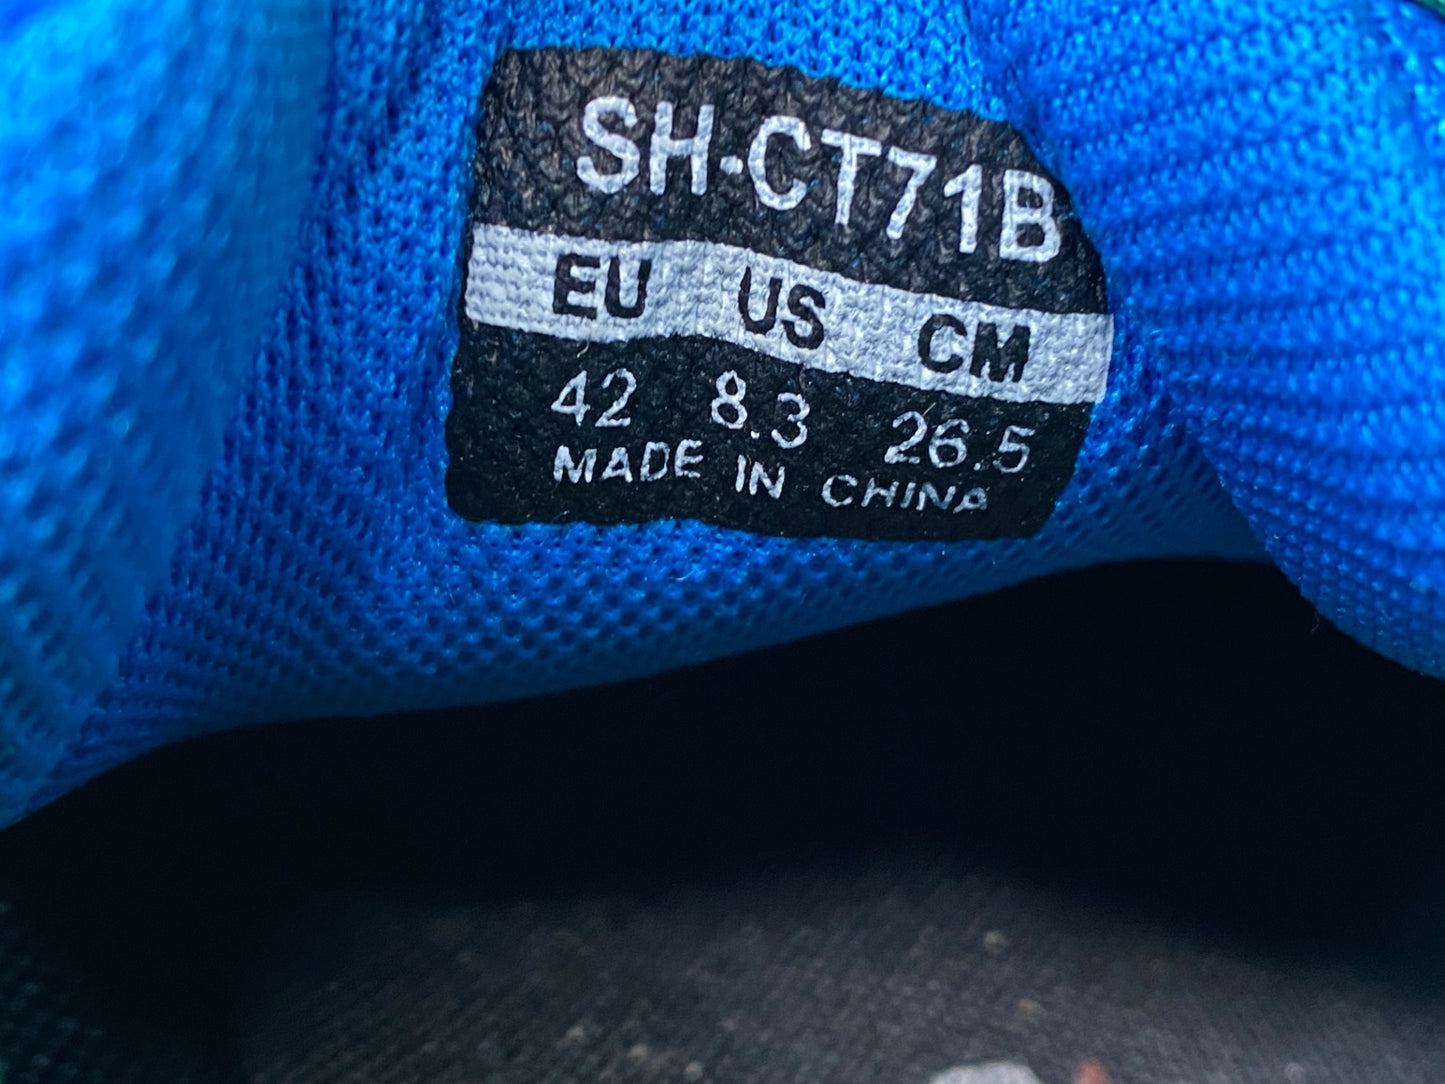 SH-CT71B
EU US CM
42 8.3 26.5
MADE IN CHINA